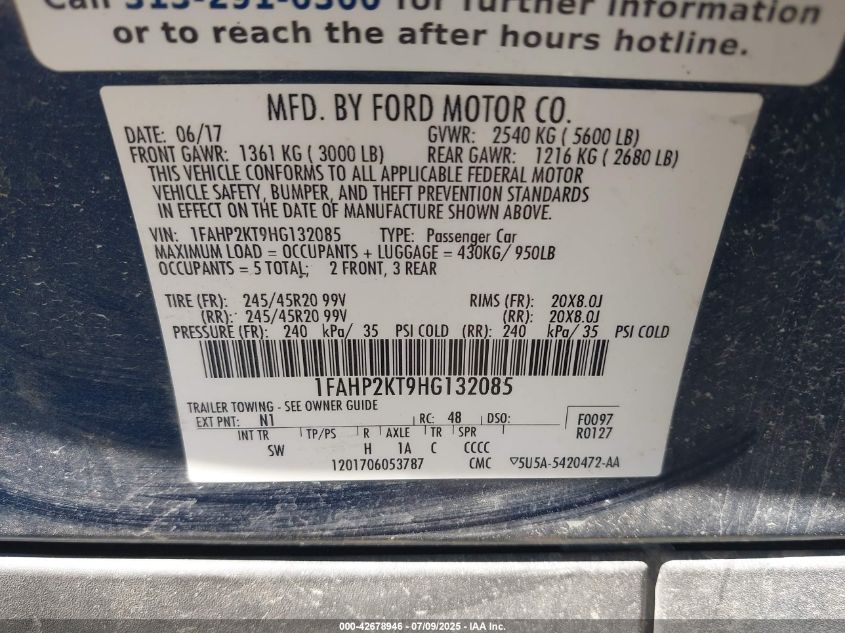 Call 313-291-0300 for further information
or to reach the after hours hotline.
MFD. BY FORD MOTOR CO.
DATE: 06/17 GVWR: 2540 KG ( 5600 LB)
FRONT GAWR: 1361 KG ( 3000 LB) REAR GAWR: 1216 KG ( 2680 LB)
THIS VEHICLE CONFORMS TO ALL APPLICABLE FEDERAL MOTOR
VEHICLE SAFETY, BUMPER, AND THEFT PREVENTION STANDARDS
IN EFFECT ON THE DATE OF MANUFACTURE SHOWN ABOVE.
VIN: 1FAHP2KT9HG132085 TYPE: Passenger Car
MAXIMUM LOAD = OCCUPANTS + LUGGAGE = 430KG/ 950LB
OCCUPANTS = 5 TOTAL; 2 FRONT, 3 REAR
TIRE (FR): 245/45R20 99V RIMS (FR): 20X8.0J
(RR): 245/45R20 99V (RR): 20X8.0J
PRESSURE (FR): 240 kPa/ 35 PSI COLD (RR): 240 kPa/ 35 PSI COLD
1FAHP2KT9HG132085
TRAILER TOWING - SEE OWNER GUIDE
EXT PNT: N1 RC: 48 DSO: F0097
INT TR TP/PS R AXLE TR SPR R0127
SW H 1A C CCCC
1201706053787 CMC ▽5U5A-5420472-AA
000-42678946 - 07/09/2025 - IAA Inc.